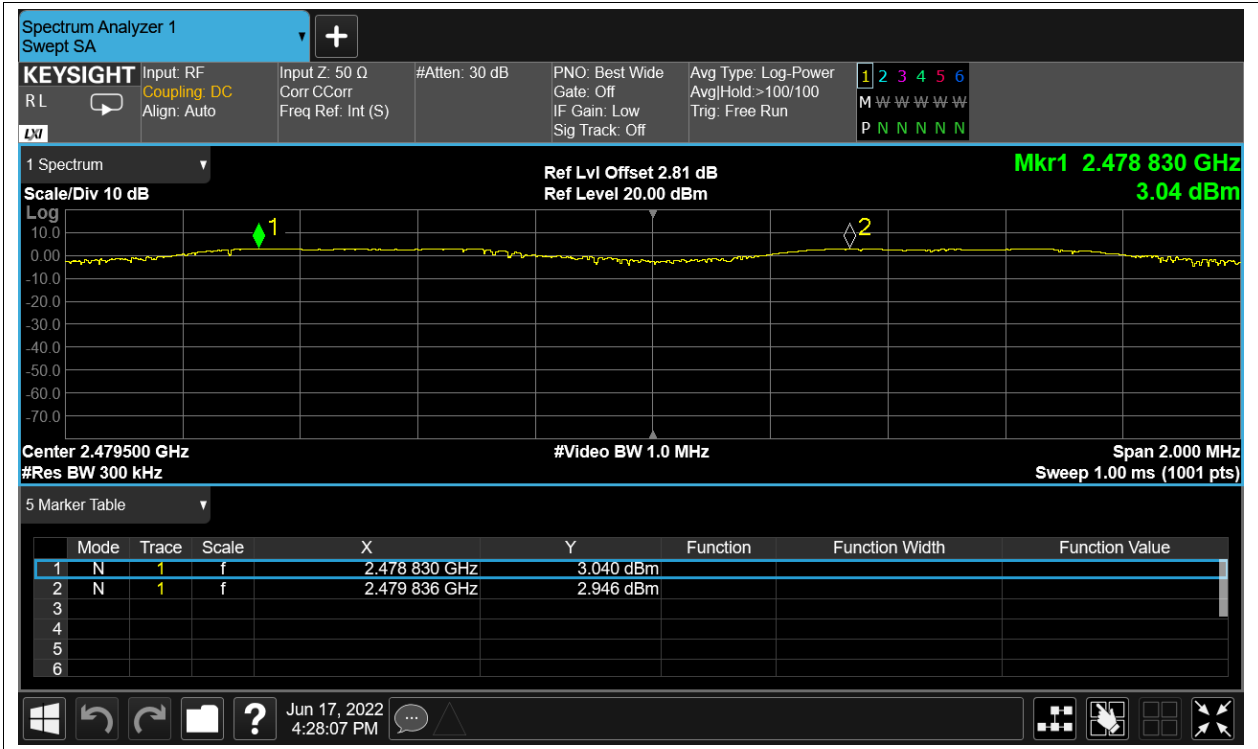 Spectrum Analyzer 1
Swept SA
KEYSIGHT
R L
LXI
Input: RF
Coupling: DC
Align: Auto
Input Z: 50 Ω
Corr CCorr
Freq Ref: Int (S)
#Atten: 30 dB
PNO: Best Wide
Gate: Off
IF Gain: Low
Sig Track: Off
Avg Type: Log-Power
Avg|Hold:>100/100
Trig: Free Run
1 2 3 4 5 6
M W W W W W
P N N N N N
1 Spectrum
Scale/Div 10 dB
Ref Lvl Offset 2.81 dB
Ref Level 20.00 dBm
Mkr1 2.478 830 GHz
3.04 dBm
Log
10.0
0.00
-10.0
-20.0
-30.0
-40.0
-50.0
-60.0
-70.0
1
2
Center 2.479500 GHz
#Res BW 300 kHz
#Video BW 1.0 MHz
Span 2.000 MHz
Sweep 1.00 ms (1001 pts)
5 Marker Table
Mode Trace Scale X Y Function Function Width Function Value
1 N 1 f 2.478 830 GHz 3.040 dBm
2 N 1 f 2.479 836 GHz 2.946 dBm
3
4
5
6
?
Jun 17, 2022
4:28:07 PM